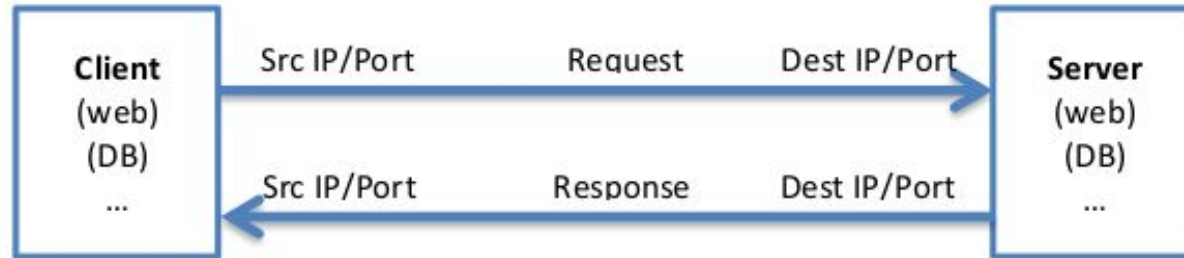 Client
(web)
(DB)
...
Src IP/Port Request Dest IP/Port
Src IP/Port Response Dest IP/Port
Server
(web)
(DB)
...